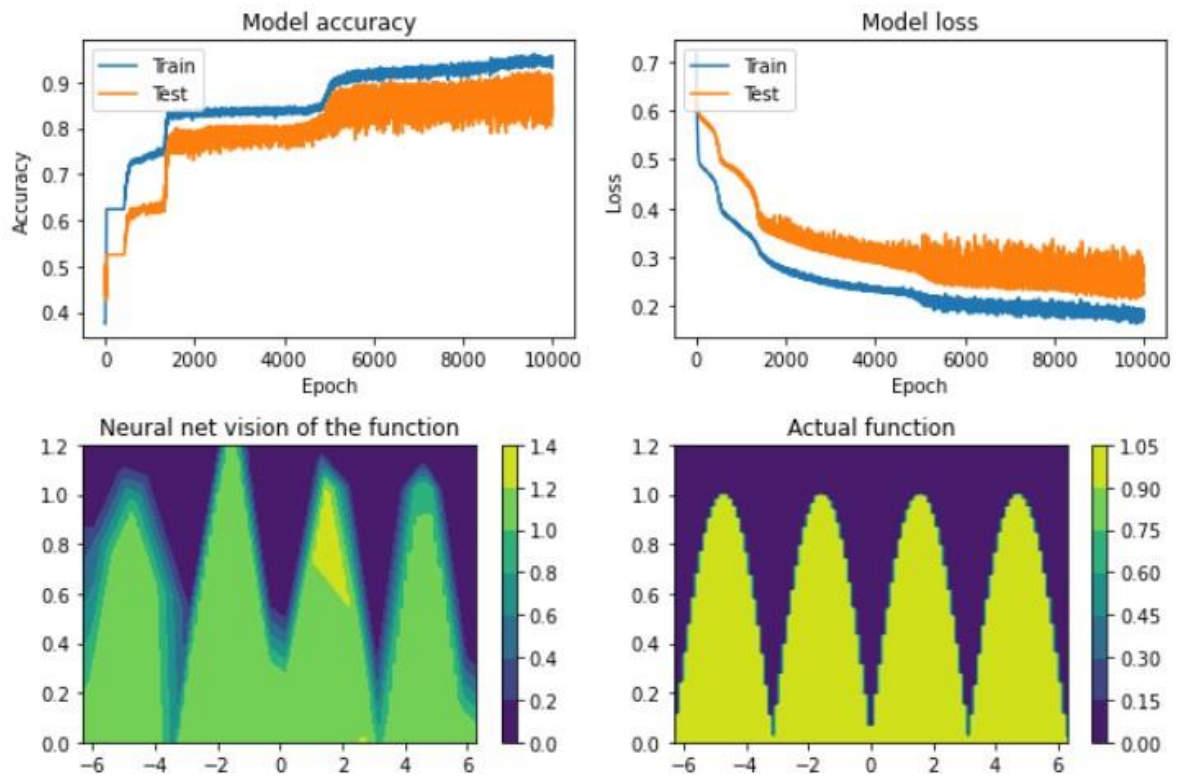 Model accuracy
Train
Test
0.9
0.8
0.7
0.6
0.5
0.4
Accuracy
0 2000 4000 6000 8000 10000
Epoch
Model loss
Train
Test
0.7
0.6
0.5
0.4
0.3
0.2
Loss
0 2000 4000 6000 8000 10000
Epoch
Neural net vision of the function
1.2
1.0
0.8
0.6
0.4
0.2
0.0
−6 −4 −2 0 2 4 6
1.4
1.2
1.0
0.8
0.6
0.4
0.2
0.0
Actual function
1.2
1.0
0.8
0.6
0.4
0.2
0.0
−6 −4 −2 0 2 4 6
1.05
0.90
0.75
0.60
0.45
0.30
0.15
0.00